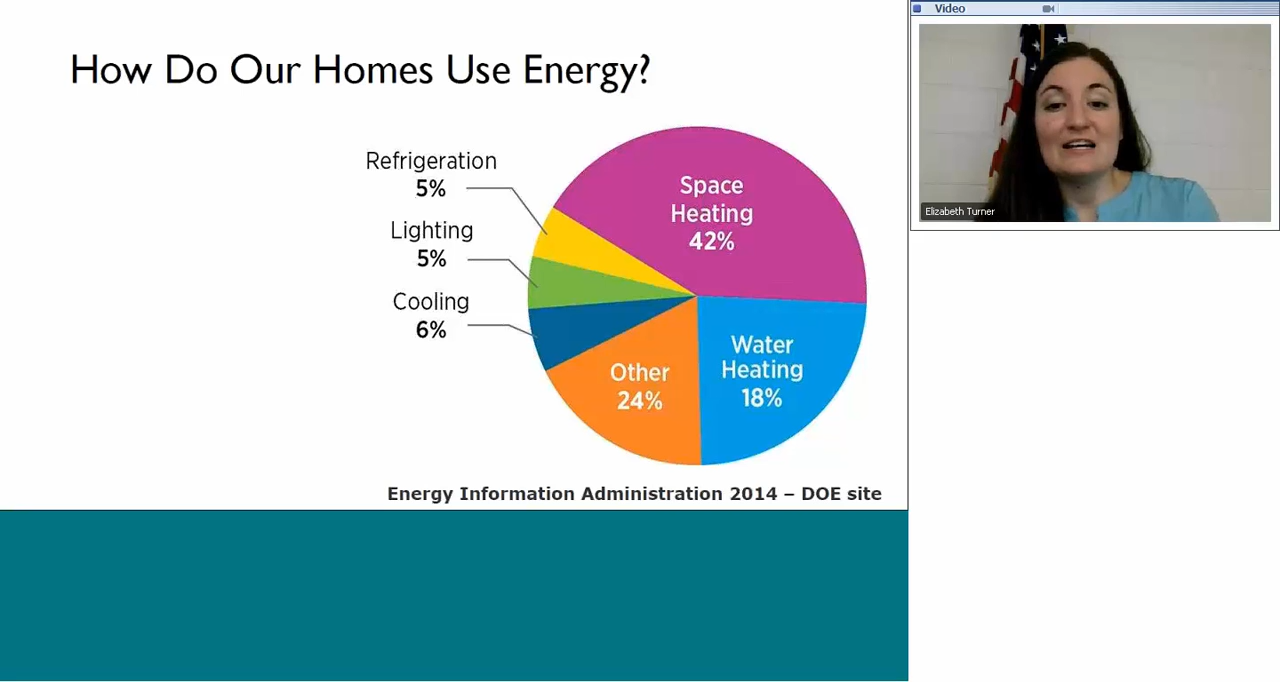 How Do Our Homes Use Energy?
Refrigeration
5%
Lighting
5%
Cooling
6%
Space
Heating
42%
Water
Heating
18%
Other
24%
Energy Information Administration 2014 – DOE site
Video
Elizabeth Turner